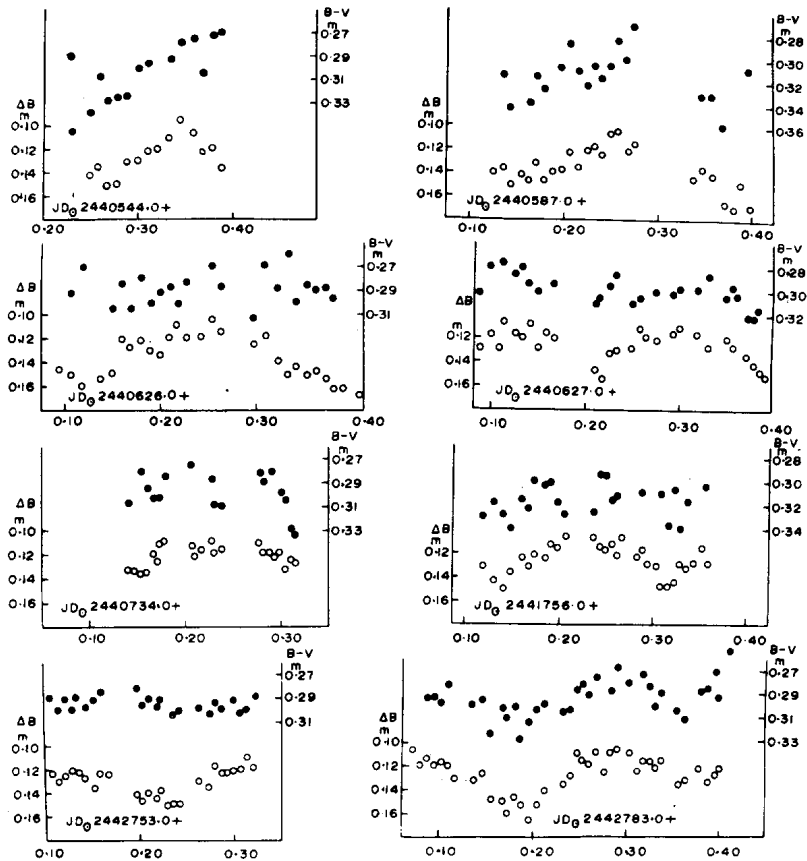 B-V
m
0.27
0.29
0.31
0.33
ΔB
m
0.10
0.12
0.14
0.16
JD☉ 2440544.0+
0.20 0.30 0.40
B-V
m
0.28
0.30
0.32
0.34
0.36
ΔB
m
0.10
0.12
0.14
0.16
JD☉ 2440587.0+
0.10 0.20 0.30 0.40
B-V
m
0.27
0.29
0.31
ΔB
m
0.10
0.12
0.14
0.16
JD☉ 2440626.0+
0.10 0.20 0.30 0.40
B-V
m
0.28
0.30
0.32
ΔB
m
0.12
0.14
0.16
JD☉ 2440627.0+
0.10 0.20 0.30 0.40
B-V
m
0.27
0.29
0.31
0.33
ΔB
m
0.10
0.12
0.14
0.16
JD☉ 2440734.0+
0.10 0.20 0.30
B-V
m
0.28
0.30
0.32
0.34
ΔB
m
0.12
0.14
0.16
JD☉ 2441756.0+
0.10 0.20 0.30 0.40
B-V
m
0.27
0.29
0.31
ΔB
m
0.10
0.12
0.14
0.16
JD☉ 2442753.0+
0.10 0.20 0.30
B-V
m
0.27
0.29
0.31
0.33
ΔB
m
0.10
0.12
0.14
0.16
JD☉ 2442783.0+
0.10 0.20 0.30 0.40